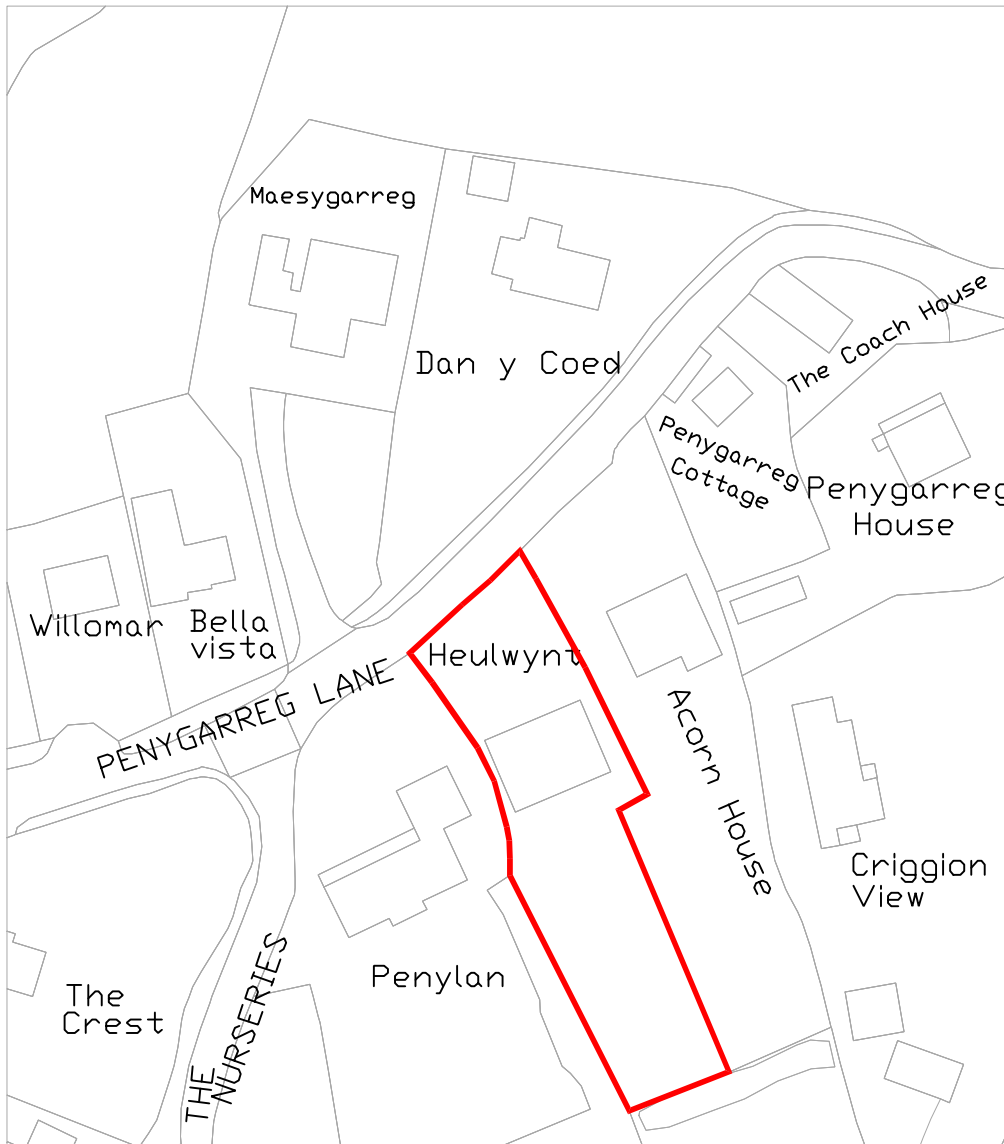 Maesygarreg
The Coach House
Dan y Coed
Penygarreg
Cottage
Penygarreg
House
Willomar
Bella
vista
Heulwynt
PENYGARREG LANE
Acorn House
Criggion
View
Penylan
The
Crest
THE
NURSERIES